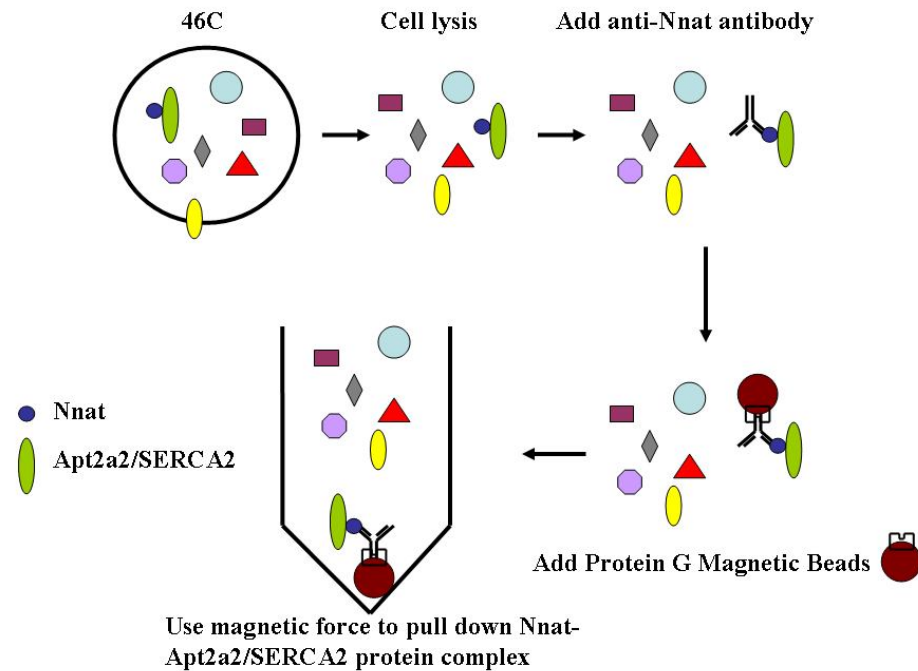 46C
Cell lysis
Add anti-Nnat antibody
Nnat
Apt2a2/SERCA2
Add Protein G Magnetic Beads
Use magnetic force to pull down Nnat-
Apt2a2/SERCA2 protein complex